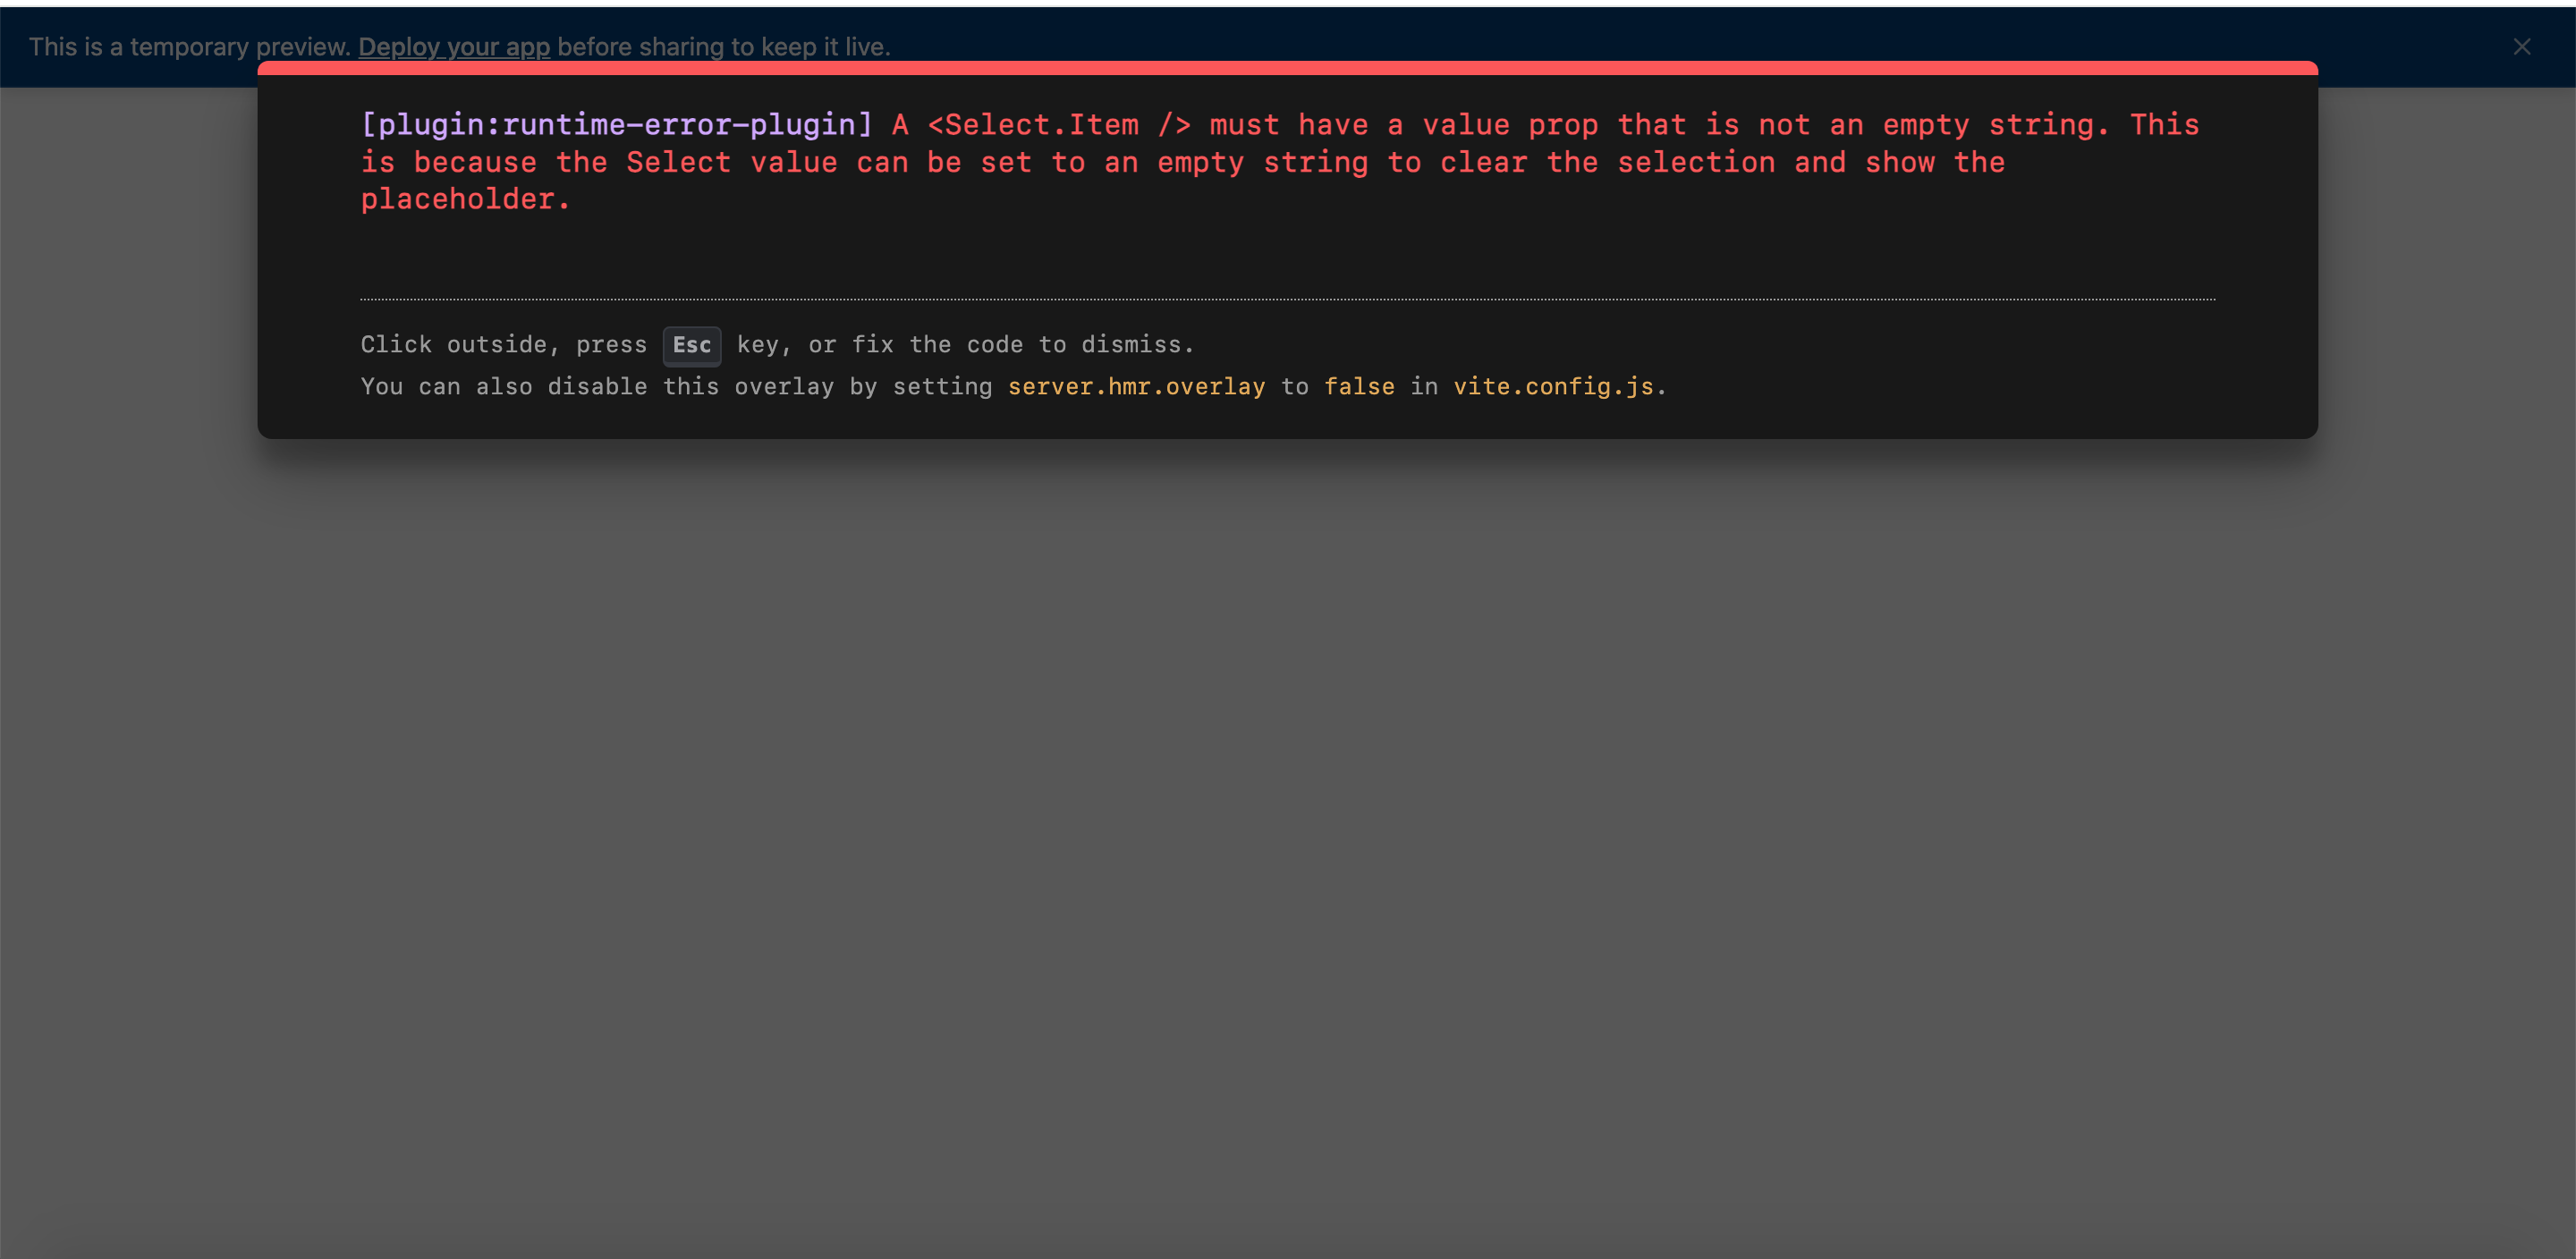 This is a temporary preview. Deploy your app before sharing to keep it live.
[plugin:runtime-error-plugin] A <Select.Item /> must have a value prop that is not an empty string. This
is because the Select value can be set to an empty string to clear the selection and show the
placeholder.
Click outside, press Esc key, or fix the code to dismiss.
You can also disable this overlay by setting server.hmr.overlay to false in vite.config.js.